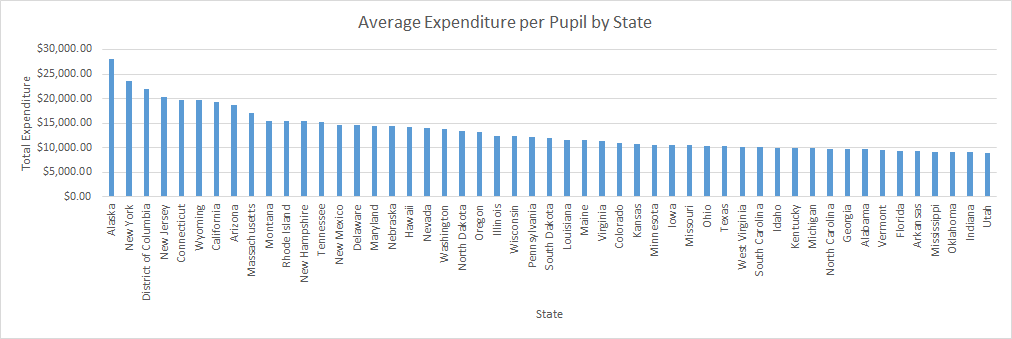 Average Expenditure per Pupil by State
$30,000.00
$25,000.00
$20,000.00
$15,000.00
$10,000.00
$5,000.00
$0.00
Total Expenditure
Alaska
New York
District of Columbia
New Jersey
Connecticut
Wyoming
California
Arizona
Massachusetts
Montana
Rhode Island
New Hampshire
Tennessee
New Mexico
Delaware
Maryland
Nebraska
Hawaii
Nevada
Washington
North Dakota
Oregon
Illinois
Wisconsin
Pennsylvania
South Dakota
Louisiana
Maine
Virginia
Colorado
Kansas
Minnesota
Iowa
Missouri
Ohio
Texas
West Virginia
South Carolina
Idaho
Kentucky
Michigan
North Carolina
Georgia
Alabama
Vermont
Florida
Arkansas
Mississippi
Oklahoma
Indiana
Utah
State